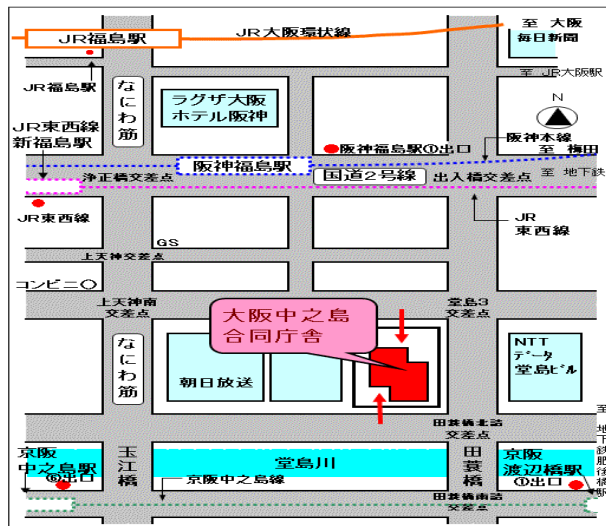 JR福島駅
JR大阪環状線
至 大阪
毎日新聞
至 JR大阪駅
JR福島駅
なにわ筋
ラグザ大阪
ホテル阪神
N
JR東西線
新福島駅
阪神福島駅①出口
阪神本線
至 梅田
阪神福島駅
浄正橋交差点
国道2号線
出入橋交差点
至 地下鉄
JR東西線
JR
東西線
GS
上天神交差点
コンビニ〇
上天神南
交差点
堂島3
交差点
大阪中之島
合同庁舎
なにわ筋
朝日放送
NTT
データ
堂島ビル
田蓑橋北詰
交差点
至 地下鉄肥後橋駅
京阪
中之島駅
⑥出口
玉江橋
堂島川
京阪中之島線
田蓑橋
京阪
渡辺橋駅
①出口
田蓑橋南詰
交差点